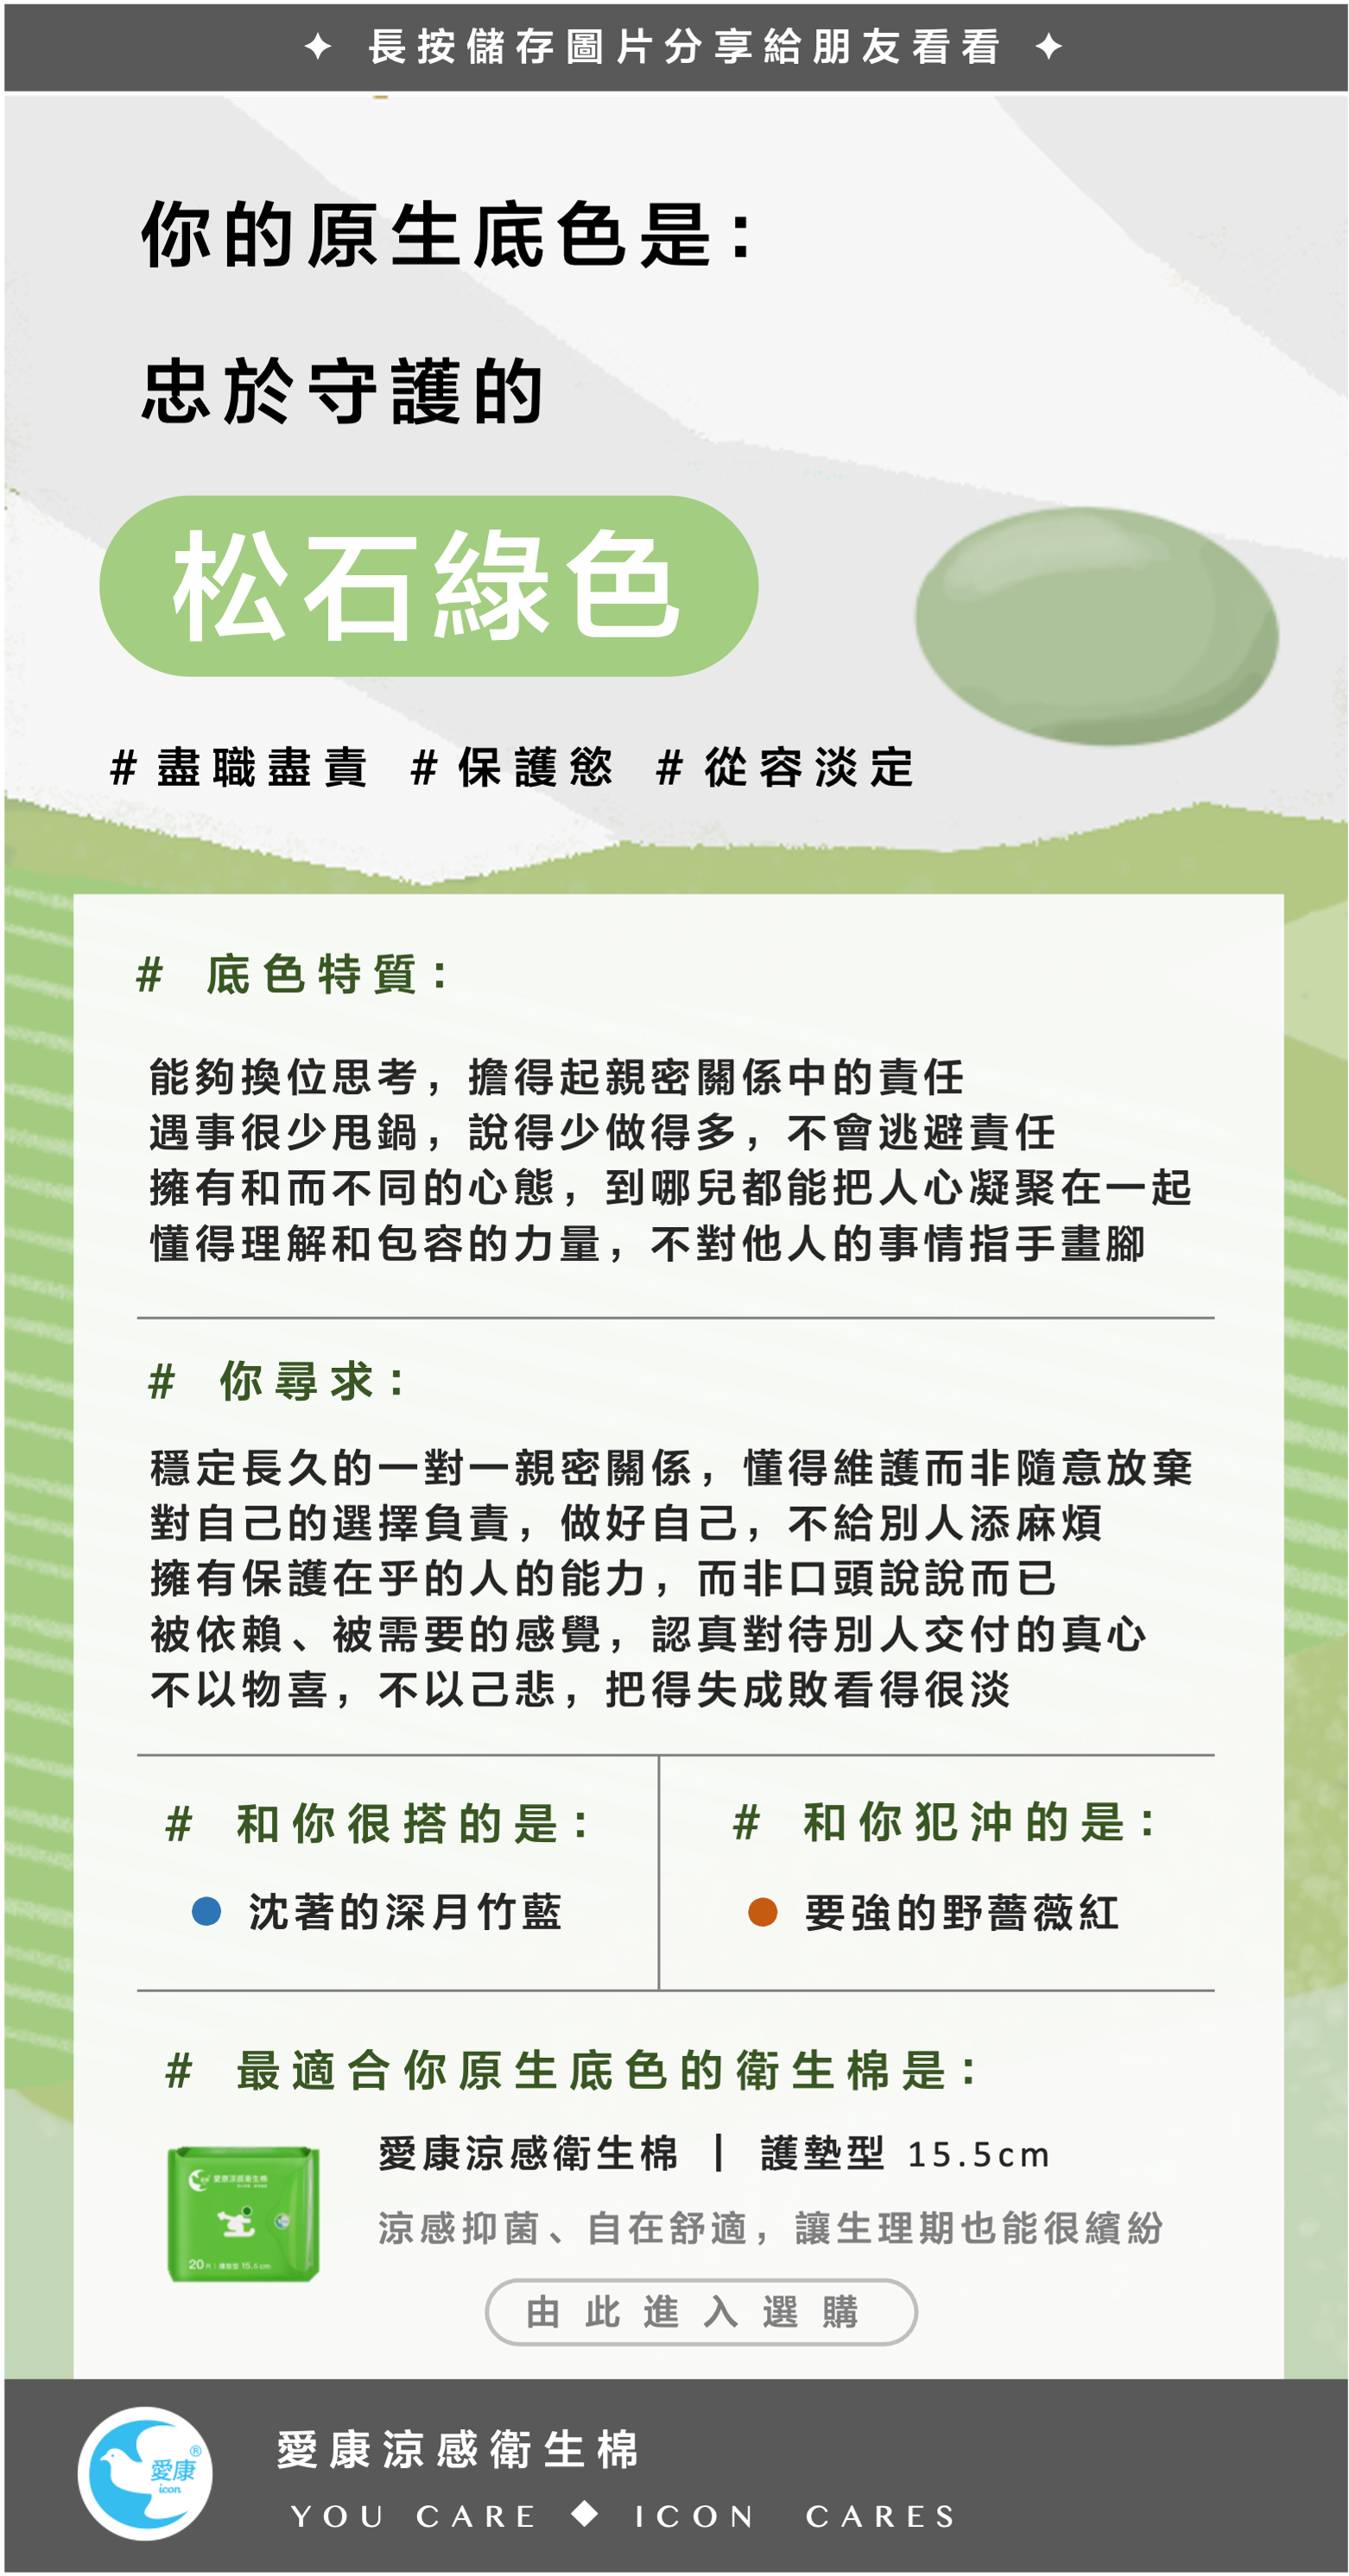 ✦ 長按儲存圖片分享給朋友看看 ✦
你的原生底色是：
忠於守護的
松石綠色
# 盡職盡責 # 保護慾 # 從容淡定
# 底色特質：
能夠換位思考，擔得起親密關係中的責任
遇事很少甩鍋，說得少做得多，不會逃避責任
擁有和而不同的心態，到哪兒都能把人心凝聚在一起
懂得理解和包容的力量，不對他人的事情指手畫腳
# 你尋求：
穩定長久的一對一親密關係，懂得維護而非隨意放棄
對自己的選擇負責，做好自己，不給別人添麻煩
擁有保護在乎的人的能力，而非口頭說說而已
被依賴、被需要的感覺，認真對待別人交付的真心
不以物喜，不以己悲，把得失成敗看得很淡
# 和你很搭的是：
沈著的深月竹藍
# 和你犯沖的是：
要強的野薔薇紅
# 最適合你原生底色的衛生棉是：
愛康涼感衛生棉 | 護墊型 15.5cm
涼感抑菌、自在舒適，讓生理期也能很繽紛
愛康涼感衛生棉
20片 | 護墊型 15.5cm
由此進入選購
愛康®
icon
愛康涼感衛生棉
YOU CARE ◆ ICON CARES